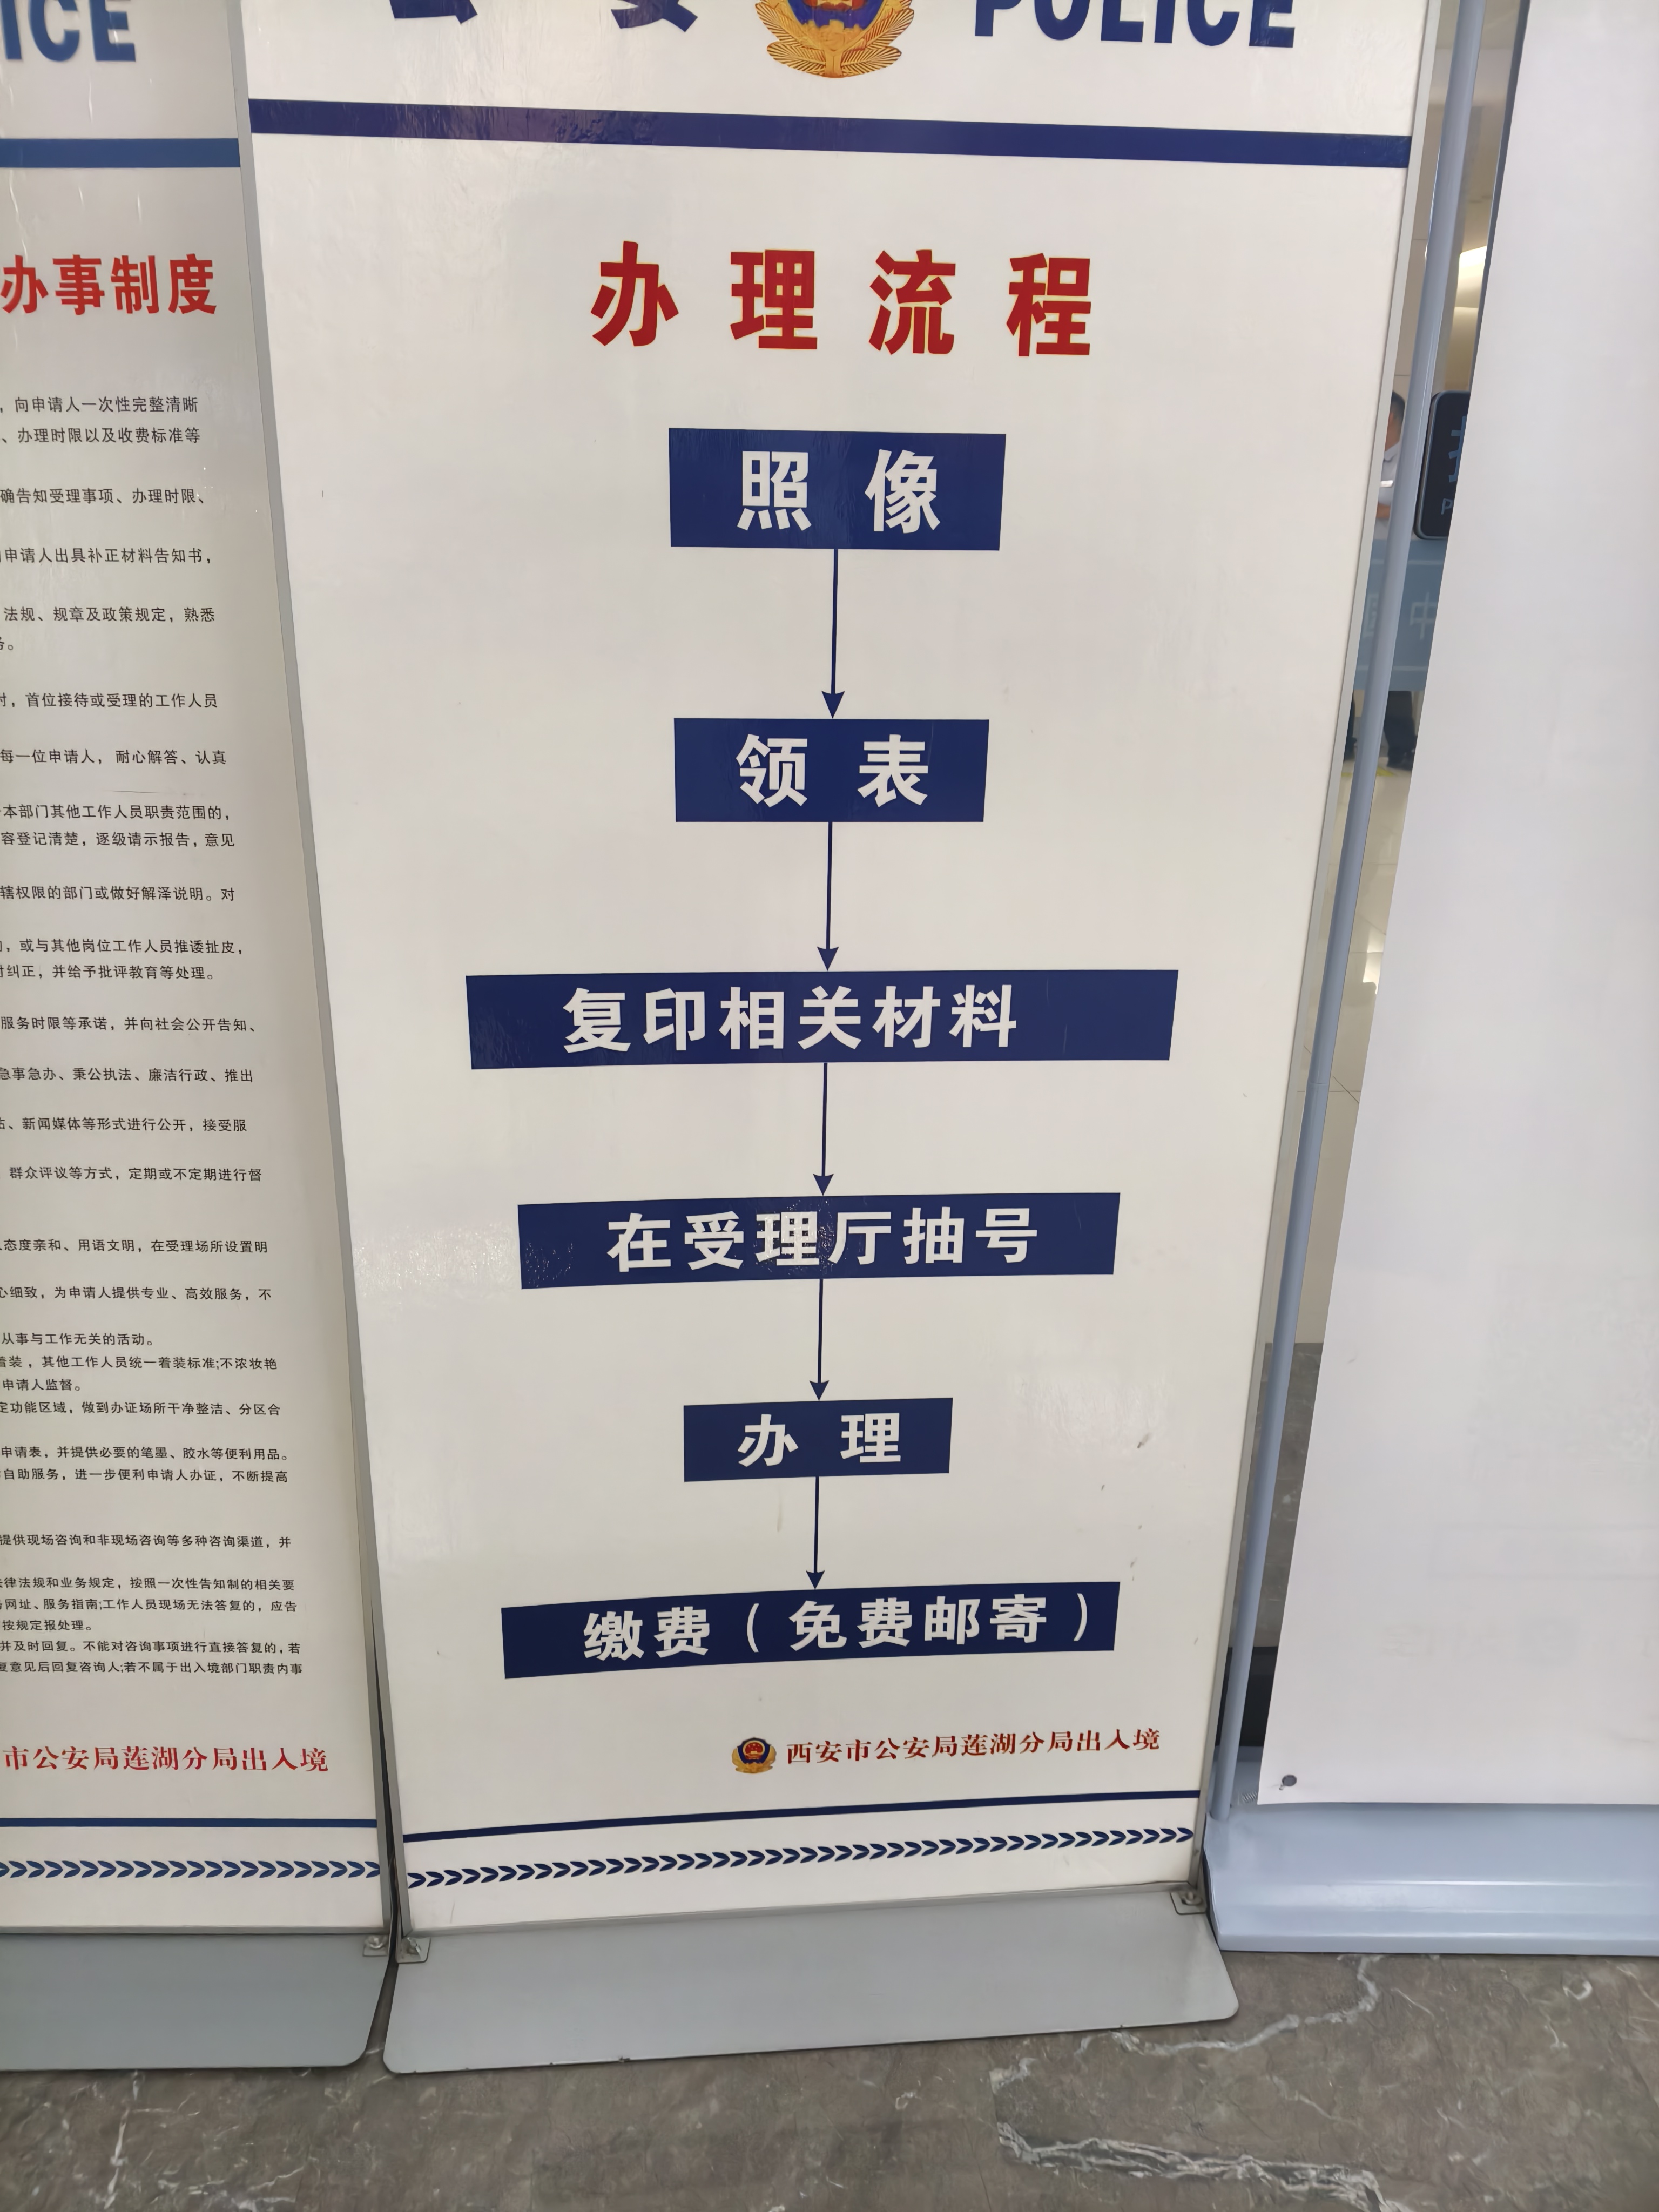 ICE
办事制度
，向申请人一次性完整清晰
、办理时限以及收费标准等
确告知受理事项、办理时限、
申请人出具补正材料告知书，
法规、规章及政策规定，熟悉
。
，首位接待或受理的工作人员
每一位申请人，耐心解答、认真
本部门其他工作人员职责范围的，
容登记清楚，逐级请示报告，意见
辖权限的部门或做好解泽说明。对
，或与其他岗位工作人员推诿扯皮，
纠正，并给予批评教育等处理。
服务时限等承诺，并向社会公开告知、
急事急办、秉公执法、廉洁行政、推出
、新闻媒体等形式进行公开，接受服
群众评议等方式，定期或不定期进行督
态度亲和、用语文明，在受理场所设置明
心细致，为申请人提供专业、高效服务，不
从事与工作无关的活动。
着装，其他工作人员统一着装标准;不浓妆艳
申请人监督。
定功能区域，做到办证场所干净整洁、分区合
申请表，并提供必要的笔墨、胶水等便利用品。
自助服务，进一步便利申请人办证，不断提高
提供现场咨询和非现场咨询等多种咨询渠道，并
律法规和业务规定，按照一次性告知制的相关要
网址、服务指南;工作人员现场无法答复的，应告
按规定报处理。
并及时回复。不能对咨询事项进行直接答复的，若
复意见后回复咨询人;若不属于出入境部门职责内事
市公安局莲湖分局出入境
公安 POLICE
办理流程
照像
领表
复印相关材料
在受理厅抽号
办理
缴费（免费邮寄）
西安市公安局莲湖分局出入境
中